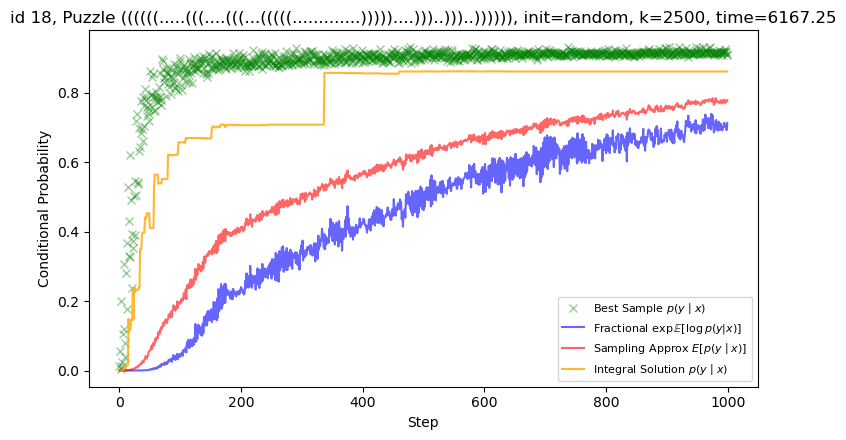 id 18, Puzzle ((((((.....(((....(((...(((((.............)))))....)))..)))..)))))), init=random, k=2500, time=6167.25
Conditional Probability
0.8
0.6
0.4
0.2
0.0
0 200 400 600 800 1000
Step
Best Sample p(y | x)
Fractional exp 𝔼[log p(y|x)]
Sampling Approx E[p(y | x)]
Integral Solution p(y | x)